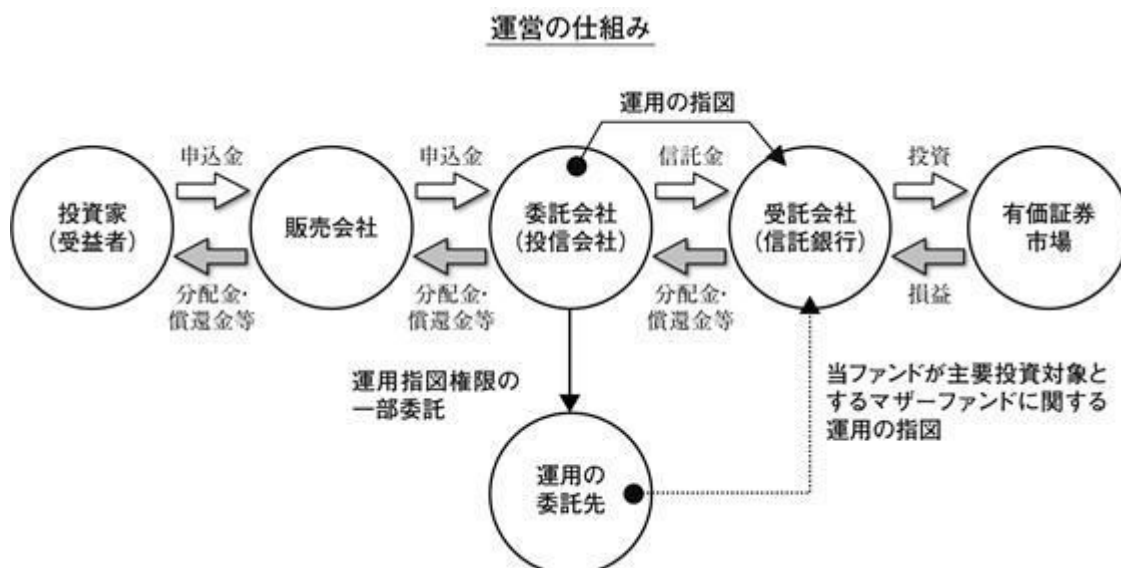 運営の仕組み
運用の指図
申込金
申込金
信託金
投資
投資家
(受益者)
販売会社
委託会社
(投信会社)
受託会社
(信託銀行)
有価証券
市場
分配金・
償還金等
分配金・
償還金等
分配金・
償還金等
損益
運用指図権限の
一部委託
当ファンドが主要投資対象と
するマザーファンドに関する
運用の指図
運用の
委託先